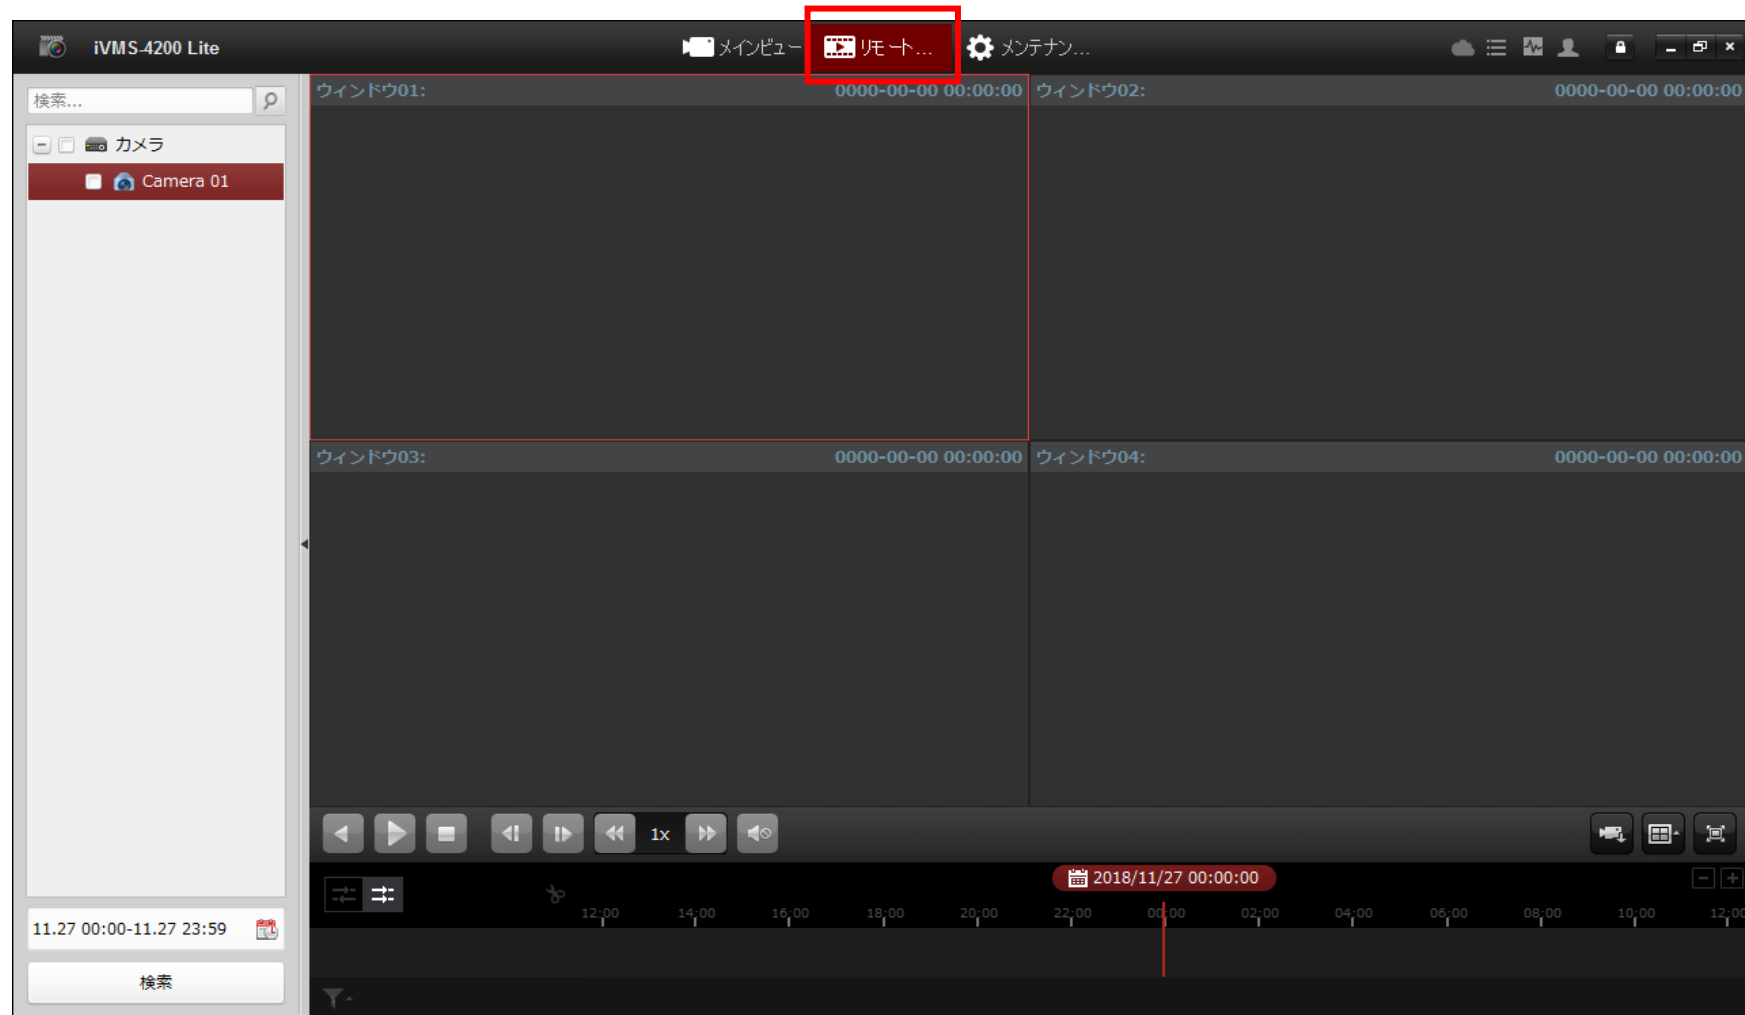 iVMS-4200 Lite
メインビュー
リモート...
メンテナン...
検索...
カメラ
Camera 01
11.27 00:00-11.27 23:59
検索
ウィンドウ01: 0000-00-00 00:00:00
ウィンドウ02: 0000-00-00 00:00:00
ウィンドウ03: 0000-00-00 00:00:00
ウィンドウ04: 0000-00-00 00:00:00
1x
2018/11/27 00:00:00
12:00 14:00 16:00 18:00 20:00 22:00 00:00 02:00 04:00 06:00 08:00 10:00 12:00